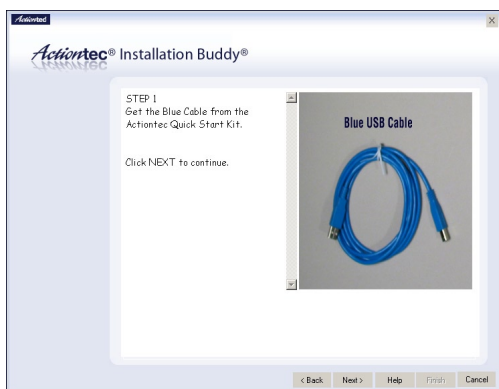 Actiontec
Actiontec® Installation Buddy®
STEP 1
Get the Blue Cable from the
Actiontec Quick Start Kit.
Click NEXT to continue.
Blue USB Cable
< Back Next > Help Finish Cancel